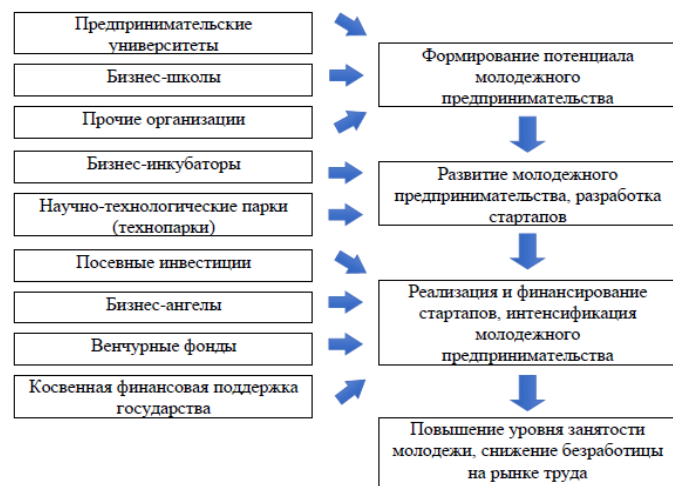 Предпринимательские
университеты
Бизнес-школы
Прочие организации
Формирование потенциала
молодежного
предпринимательства
Бизнес-инкубаторы
Научно-технологические парки
(технопарки)
Развитие молодежного
предпринимательства, разработка
стартапов
Посевные инвестиции
Бизнес-ангелы
Венчурные фонды
Косвенная финансовая поддержка
государства
Реализация и финансирование
стартапов, интенсификация
молодежного
предпринимательства
Повышение уровня занятости
молодежи, снижение безработицы
на рынке труда